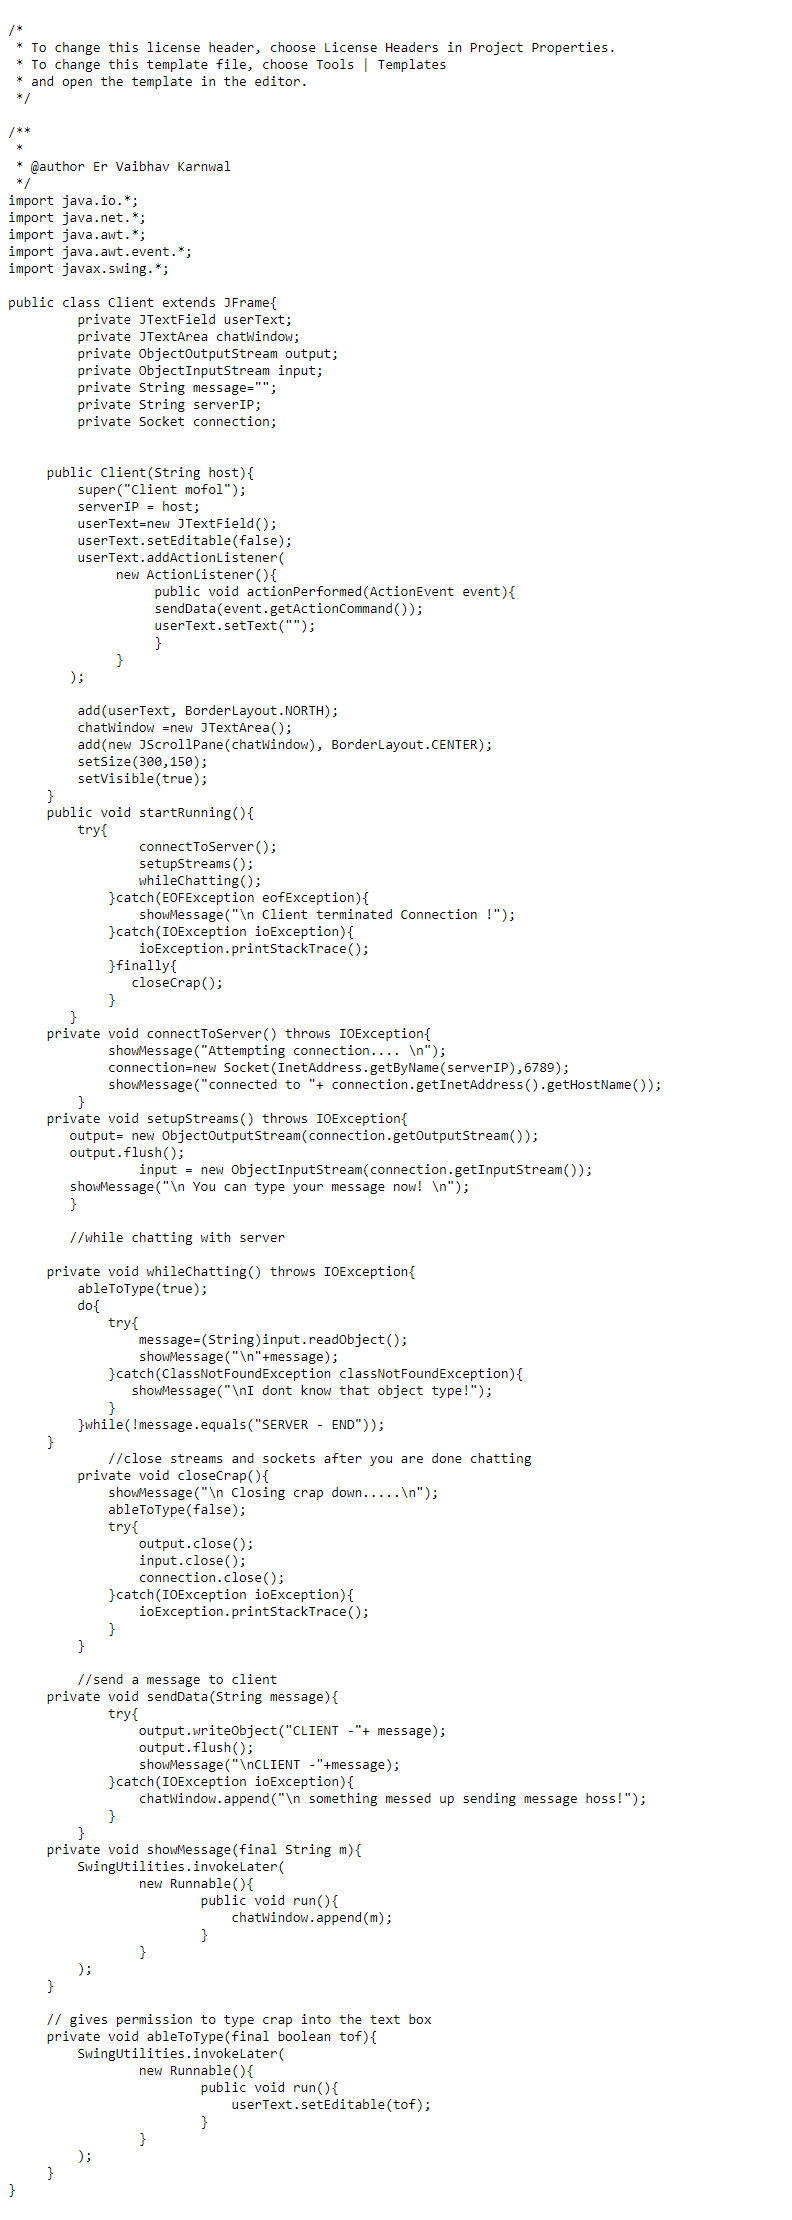 /*
 * To change this license header, choose License Headers in Project Properties.
 * To change this template file, choose Tools | Templates
 * and open the template in the editor.
 */

/**
 *
 * @author Er Vaibhav Karnwal
 */
import java.io.*;
import java.net.*;
import java.awt.*;
import java.awt.event.*;
import javax.swing.*;

public class Client extends JFrame{
         private JTextField userText;
         private JTextArea chatWindow;
         private ObjectOutputStream output;
         private ObjectInputStream input;
         private String message="";
         private String serverIP;
         private Socket connection;


     public Client(String host){
         super("Client mofol");
         serverIP = host;
         userText=new JTextField();
         userText.setEditable(false);
         userText.addActionListener(
              new ActionListener(){
                   public void actionPerformed(ActionEvent event){
                   sendData(event.getActionCommand());
                   userText.setText("");
                   }
              }
        );

         add(userText, BorderLayout.NORTH);
         chatWindow =new JTextArea();
         add(new JScrollPane(chatWindow), BorderLayout.CENTER);
         setSize(300,150);
         setVisible(true);
     }
     public void startRunning(){
         try{
                 connectToServer();
                 setupStreams();
                 whileChatting();
             }catch(EOFException eofException){
                 showMessage("\n Client terminated Connection !");
             }catch(IOException ioException){
                 ioException.printStackTrace();
             }finally{
                closeCrap();
             }
        }
     private void connectToServer() throws IOException{
             showMessage("Attempting connection.... \n");
             connection=new Socket(InetAddress.getByName(serverIP),6789);
             showMessage("connected to "+ connection.getInetAddress().getHostName());
         }
     private void setupStreams() throws IOException{
        output= new ObjectOutputStream(connection.getOutputStream());
        output.flush();
                 input = new ObjectInputStream(connection.getInputStream());
        showMessage("\n You can type your message now! \n");
        }

        //while chatting with server

     private void whileChatting() throws IOException{
         ableToType(true);
         do{
             try{
                 message=(String)input.readObject();
                 showMessage("\n"+message);
             }catch(ClassNotFoundException classNotFoundException){
                showMessage("\nI dont know that object type!");
             }
         }while(!message.equals("SERVER - END"));
     }
             //close streams and sockets after you are done chatting
         private void closeCrap(){
             showMessage("\n Closing crap down.....\n");
             ableToType(false);
             try{
                 output.close();
                 input.close();
                 connection.close();
             }catch(IOException ioException){
                 ioException.printStackTrace();
             }
         }

         //send a message to client
     private void sendData(String message){
             try{
                 output.writeObject("CLIENT -"+ message);
                 output.flush();
                 showMessage("\nCLIENT -"+message);
             }catch(IOException ioException){
                 chatWindow.append("\n something messed up sending message hoss!");
             }
         }
     private void showMessage(final String m){
         SwingUtilities.invokeLater(
                 new Runnable(){
                         public void run(){
                             chatWindow.append(m);
                         }
                 }
         );
     }

     // gives permission to type crap into the text box
     private void ableToType(final boolean tof){
         SwingUtilities.invokeLater(
                 new Runnable(){
                         public void run(){
                             userText.setEditable(tof);
                         }
                 }
         );
     }
}